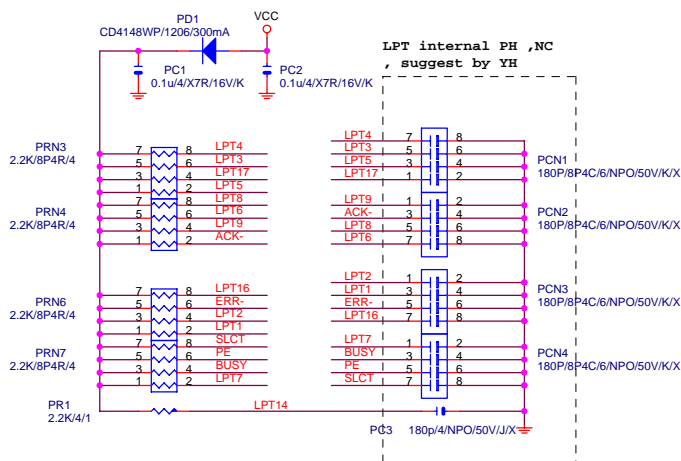 PD1
VCC
CD4148WP/1206/300mA
LPT internal PH ,NC
, suggest by YH
PC1
0.1u/4/X7R/16V/K
PC2
0.1u/4/X7R/16V/K
PRN3
2.2K/8P4R/4
7 8 LPT4
5 6 LPT3
3 4 LPT17
1 2 LPT5
PRN4
2.2K/8P4R/4
7 8 LPT8
5 6 LPT6
3 4 LPT9
1 2 ACK-
LPT4 7 8
LPT3 5 6
LPT5 3 4
LPT17 1 2
PCN1
180P/8P4C/6/NPO/50V/K/X
LPT9 1 2
ACK- 3 4
LPT8 5 6
LPT6 7 8
PCN2
180P/8P4C/6/NPO/50V/K/X
PRN6
2.2K/8P4R/4
7 8 LPT16
5 6 ERR-
3 4 LPT2
1 2 LPT1
PRN7
2.2K/8P4R/4
7 8 SLCT
5 6 PE
3 4 BUSY
1 2 LPT7
LPT2 1 2
LPT1 3 4
ERR- 5 6
LPT16 7 8
PCN3
180P/8P4C/6/NPO/50V/K/X
LPT7 1 2
BUSY 3 4
PE 5 6
SLCT 7 8
PCN4
180P/8P4C/6/NPO/50V/K/X
PR1
2.2K/4/1
LPT14
PC3
180p/4/NPO/50V/J/X